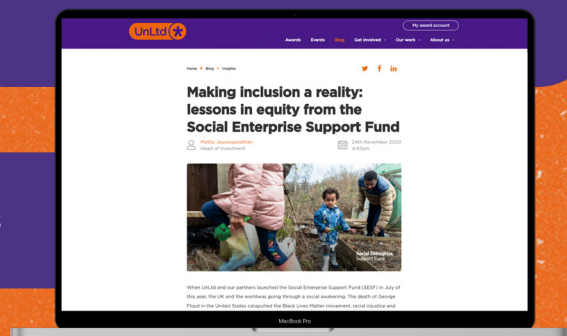 UnLtd
My award account
Awards Events Blog Get Involved Our work About us
Home Blog Insights
Making inclusion a reality:
lessons in equity from the
Social Enterprise Support Fund
Mathu Jeyaloganathan
Head of Investment
24th November 2020
4:47pm
Social Enterprise
Support Fund
When UnLtd and our partners launched the Social Enterprise Support Fund (SESF) in July of
this year, the UK and the worldwas going through a social awakening. The death of George
Floyd in the United States catapulted the Black Lives Matter movement, racial injustice and
MacBook Pro